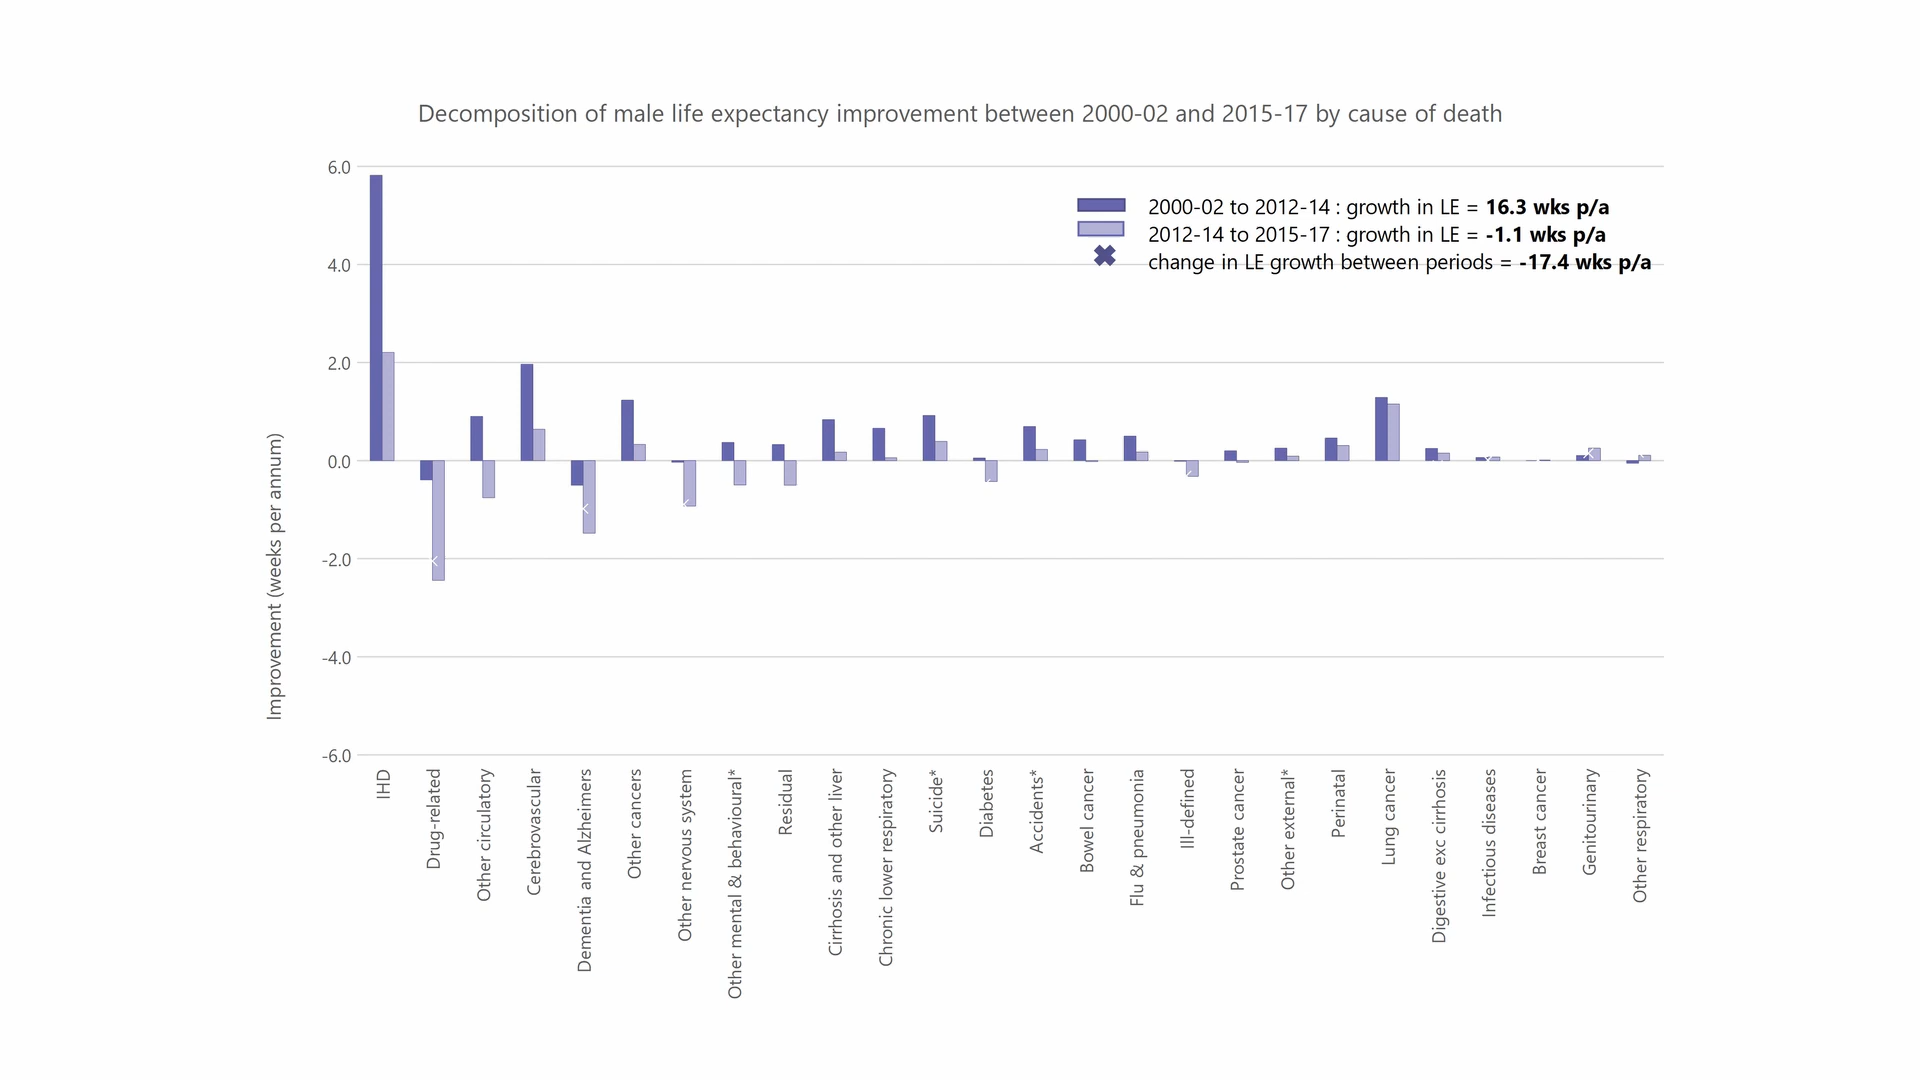 Decomposition of male life expectancy improvement between 2000-02 and 2015-17 by cause of death
2000-02 to 2012-14 : growth in LE = 16.3 wks p/a
2012-14 to 2015-17 : growth in LE = -1.1 wks p/a
change in LE growth between periods = -17.4 wks p/a
Improvement (weeks per annum)
6.0
4.0
2.0
0.0
-2.0
-4.0
-6.0
IHD
Drug-related
Other circulatory
Cerebrovascular
Dementia and Alzheimers
Other cancers
Other nervous system
Other mental & behavioural*
Residual
Cirrhosis and other liver
Chronic lower respiratory
Suicide*
Diabetes
Accidents*
Bowel cancer
Flu & pneumonia
Ill-defined
Prostate cancer
Other external*
Perinatal
Lung cancer
Digestive exc cirrhosis
Infectious diseases
Breast cancer
Genitourinary
Other respiratory